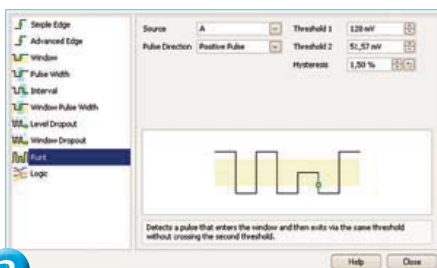 Simple Edge
Advanced Edge
Window
Pulse Width
Interval
Window Pulse Width
Level Dropout
Window Dropout
Runt
Logic
Source A Threshold 1 128 mV
Pulse Direction Positive Pulse Threshold 2 51,57 mV
Hysteresis 1,50 %
Detects a pulse that enters the window and then exits via the same threshold
without crossing the second threshold.
Help Close